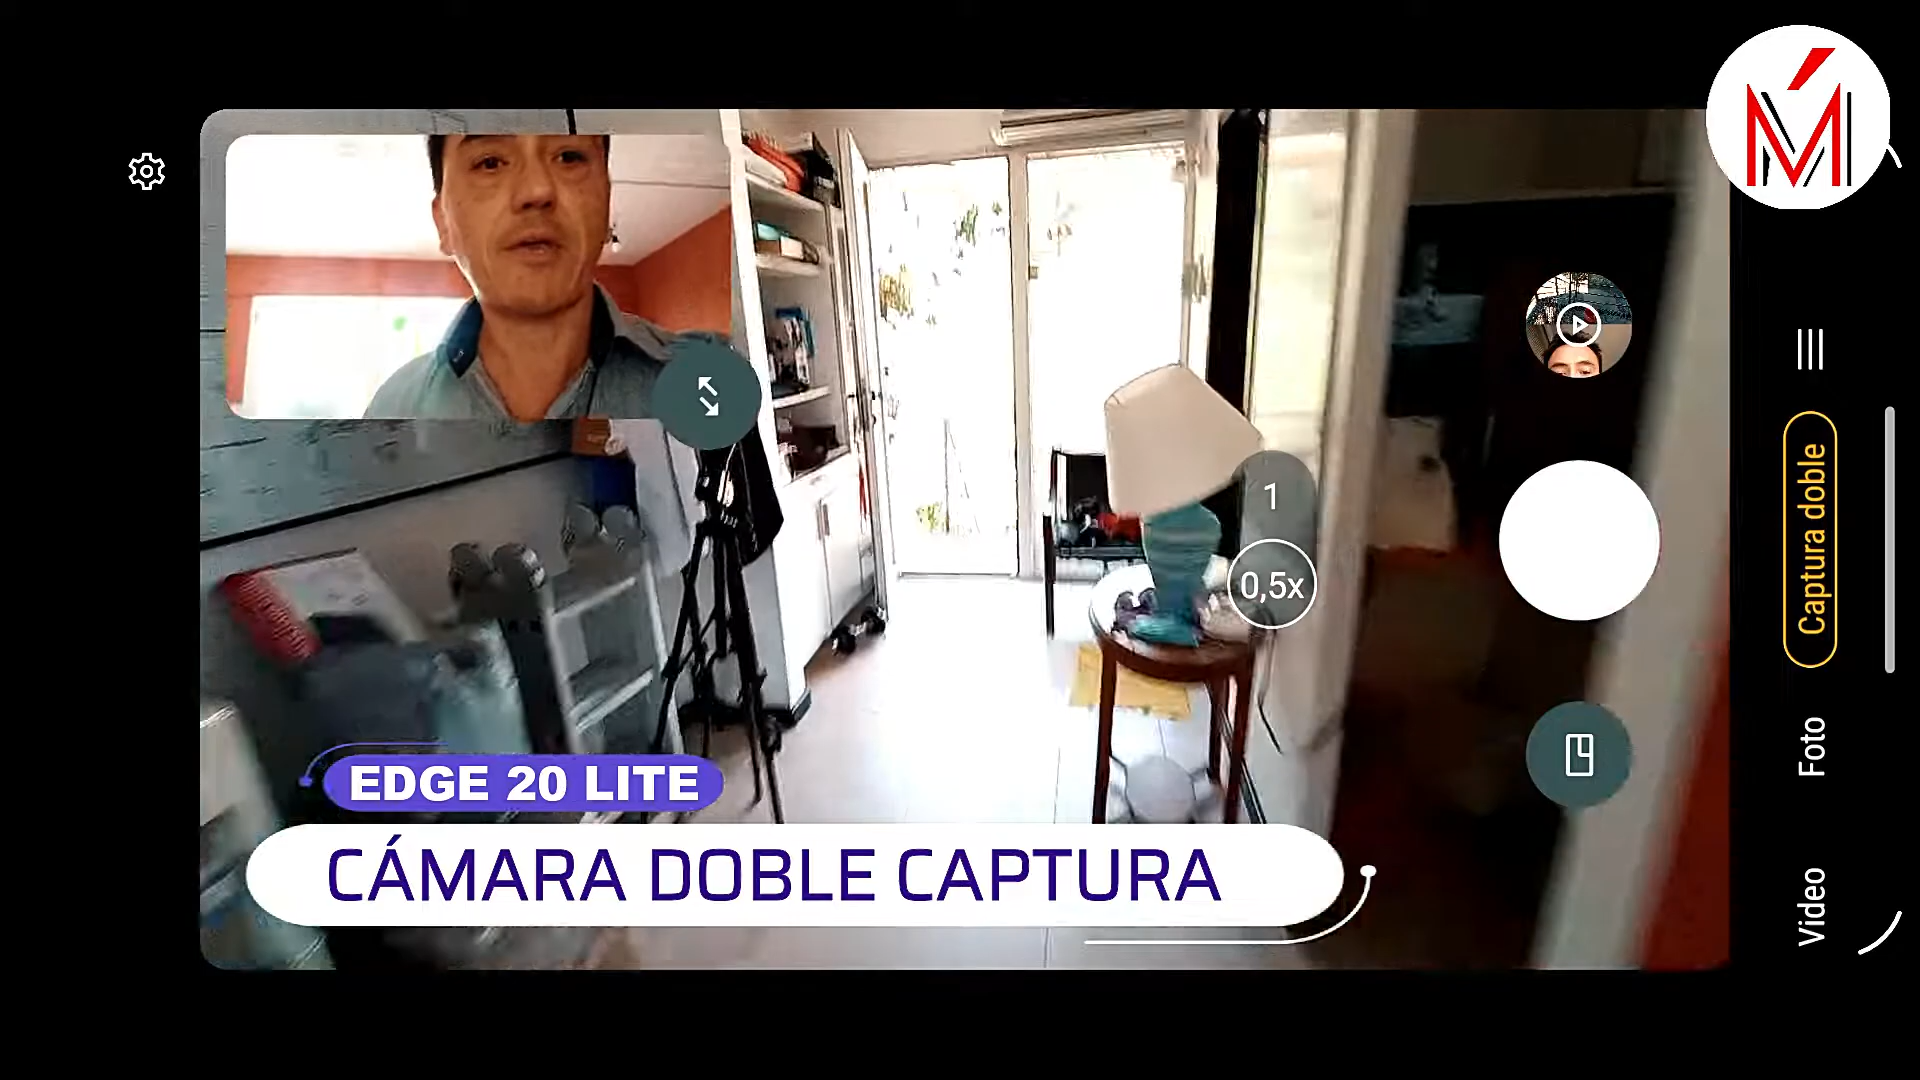 M
1
0,5x
Captura doble
Foto
Video
EDGE 20 LITE
CÁMARA DOBLE CAPTURA